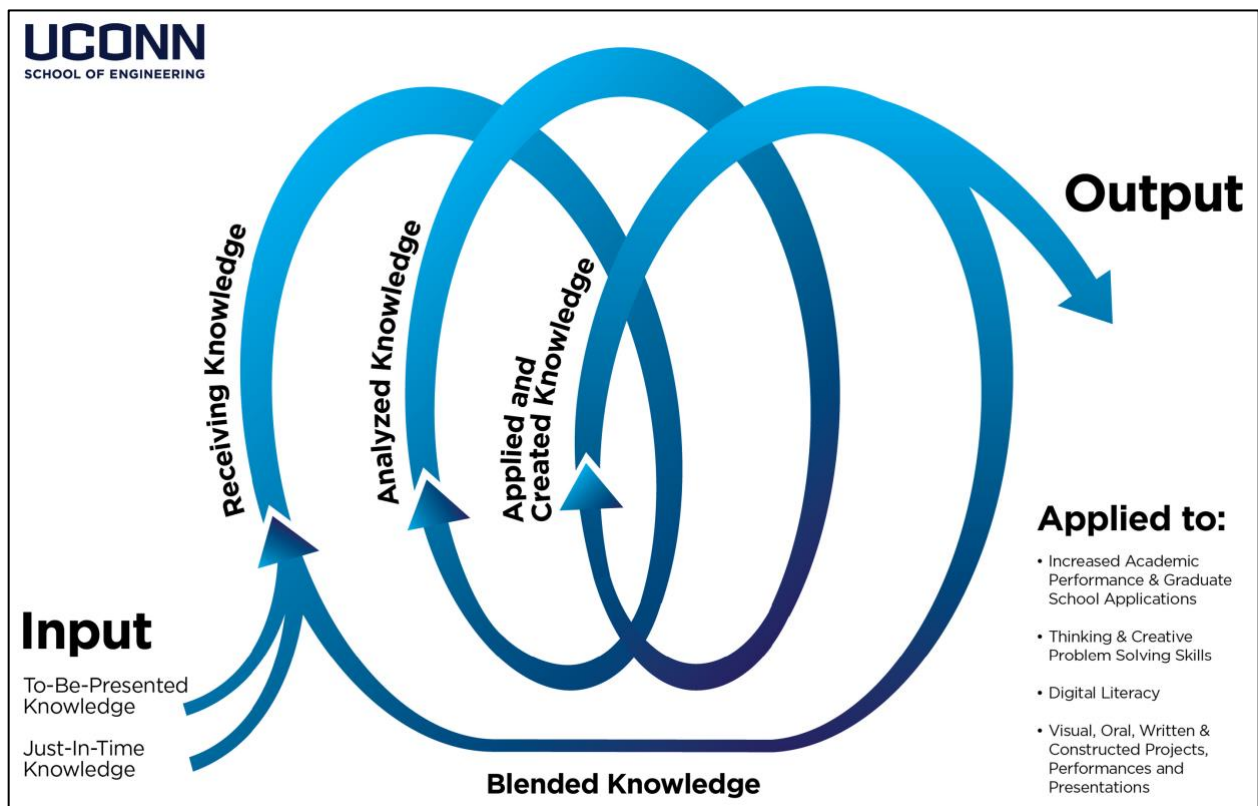 UCONN
SCHOOL OF ENGINEERING
Receiving Knowledge
Analyzed Knowledge
Applied and
Created Knowledge
Output
Input
To-Be-Presented
Knowledge
Just-In-Time
Knowledge
Blended Knowledge
Applied to:
• Increased Academic
Performance & Graduate
School Applications
• Thinking & Creative
Problem Solving Skills
• Digital Literacy
• Visual, Oral, Written &
Constructed Projects,
Performances and
Presentations